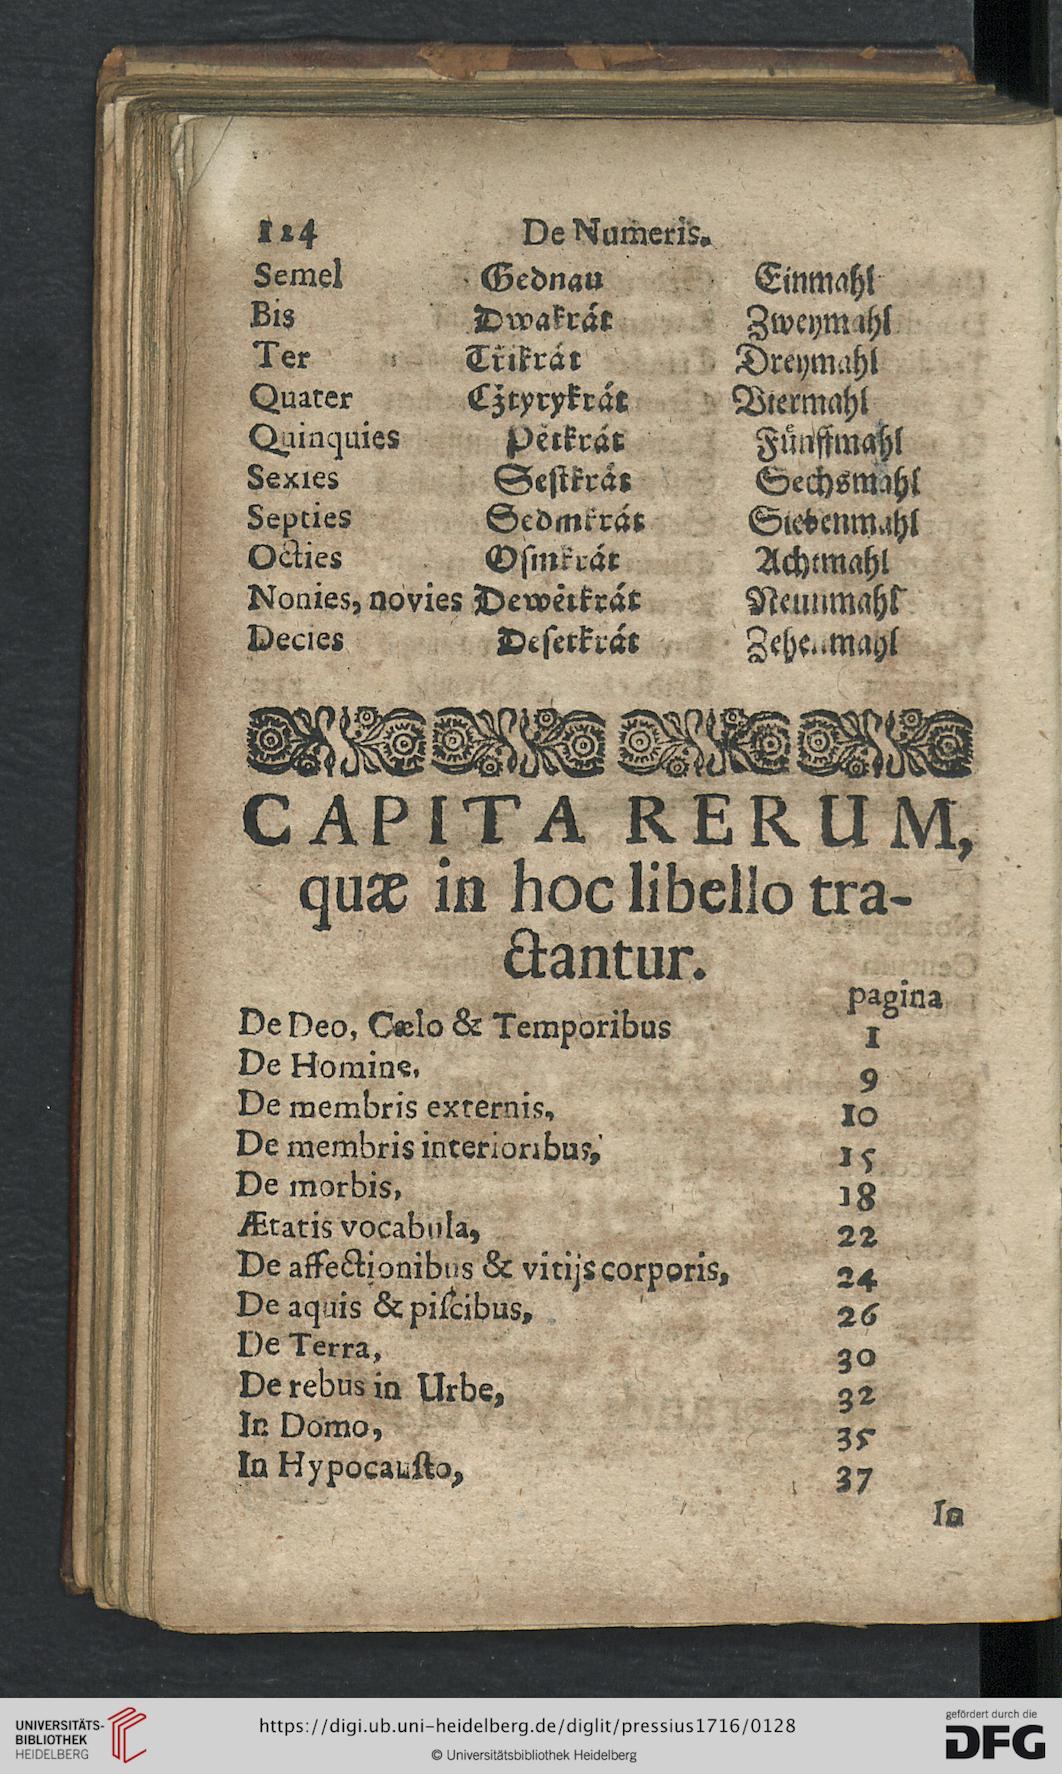 124 De Numeris.
Semel Gednau Einmahl
Bis Dwakrát Zweymahl
Ter Třikrát Dreymahl
Quater Cžtyrykrát Viermahl
Quinquies Pětkrát Fünffmahl
Sexies Sestkrát Sechsmahl
Septies Sedmkrát Siebenmahl
Octies Osmkrát Achtmahl
Nonies, novies Dewětkrát Neunmahl
Decies Desetkrát Zehenmahl
CAPITA RERUM,
quæ in hoc libello tra-
ctantur.
pagina
De Deo, Cælo & Temporibus 1
De Homine, 9
De membris externis, 10
De membris interioribus, 15
De morbis, 18
Ætatis vocabula, 22
De affectionibus & vitijs corporis, 24
De aquis & piſcibus, 26
De Terra, 30
De rebus in Urbe, 32
In Domo, 35
In Hypocauſto, 37
In
UNIVERSITÄTS-
BIBLIOTHEK
HEIDELBERG
https://digi.ub.uni-heidelberg.de/diglit/pressius1716/0128
© Universitätsbibliothek Heidelberg
gefördert durch die
DFG